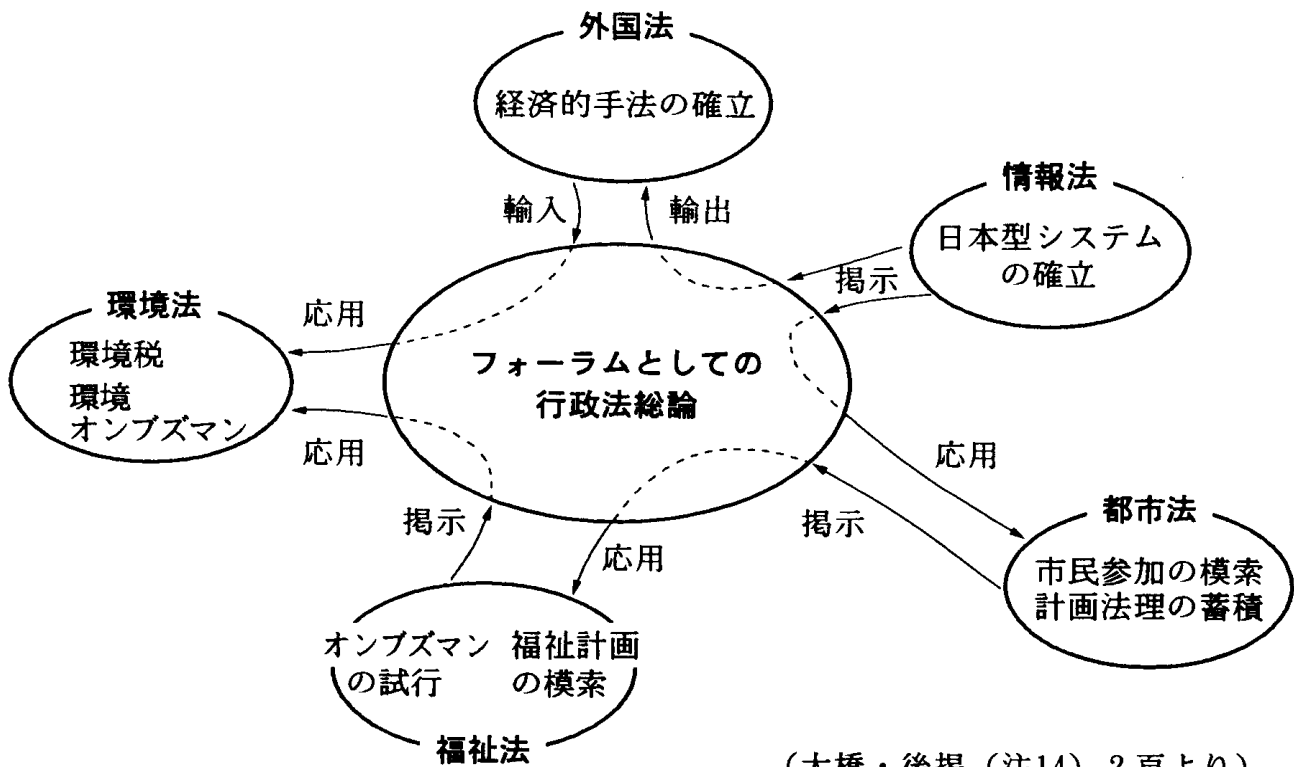 外国法
経済的手法の確立
情報法
日本型システム
の確立
輸入
輸出
掲示
環境法
環境税
環境
オンブズマン
応用
フォーラムとしての
行政法総論
応用
応用
掲示
掲示
応用
都市法
市民参加の模索
計画法理の蓄積
オンブズマン
の試行
福祉計画
の模索
福祉法
(大橋・後掲(注14)2頁より)